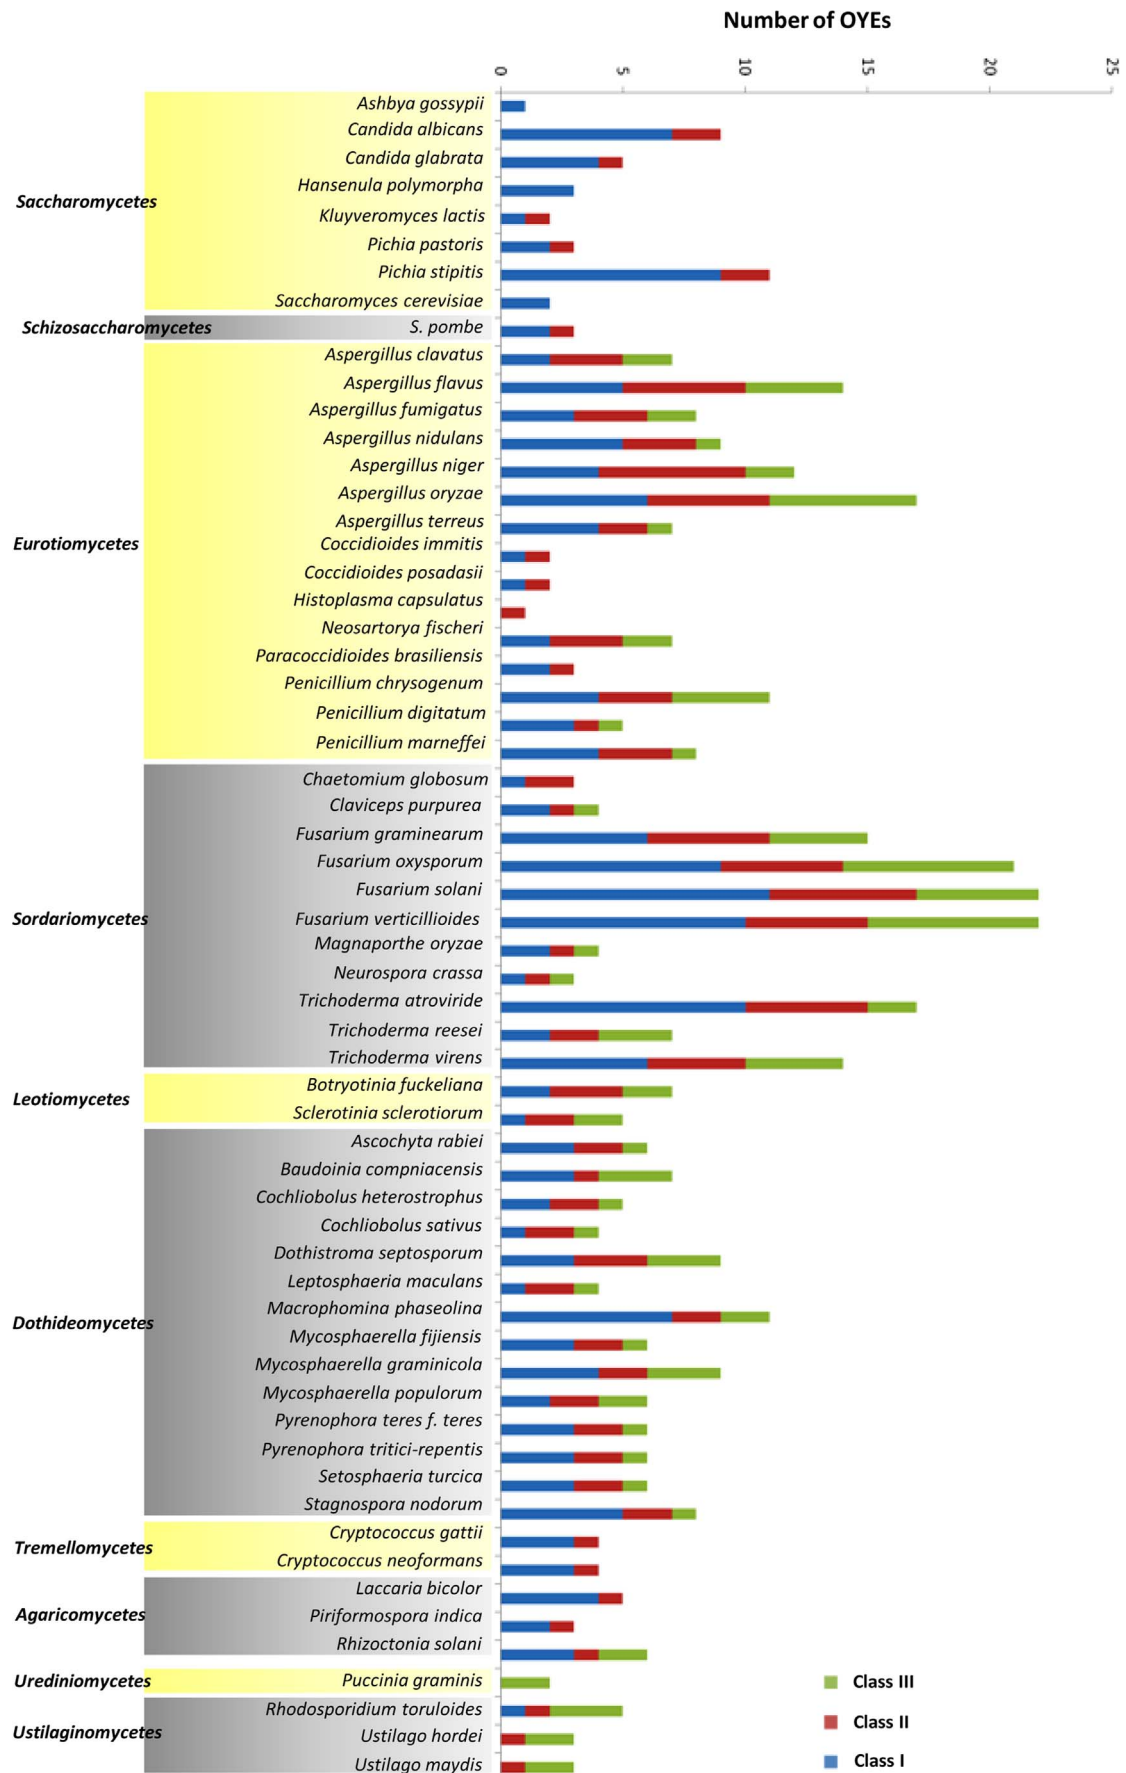 Number of OYEs
0 5 10 15 20 25
Ashbya gossypii
Candida albicans
Candida glabrata
Hansenula polymorpha
Saccharomycetes
Kluyveromyces lactis
Pichia pastoris
Pichia stipitis
Saccharomyces cerevisiae
Schizosaccharomycetes S. pombe
Aspergillus clavatus
Aspergillus flavus
Aspergillus fumigatus
Aspergillus nidulans
Aspergillus niger
Aspergillus oryzae
Aspergillus terreus
Eurotiomycetes Coccidioides immitis
Coccidioides posadasii
Histoplasma capsulatus
Neosartorya fischeri
Paracoccidioides brasiliensis
Penicillium chrysogenum
Penicillium digitatum
Penicillium marneffei
Chaetomium globosum
Claviceps purpurea
Fusarium graminearum
Fusarium oxysporum
Fusarium solani
Sordariomycetes Fusarium verticillioides
Magnaporthe oryzae
Neurospora crassa
Trichoderma atroviride
Trichoderma reesei
Trichoderma virens
Botryotinia fuckeliana
Leotiomycetes
Sclerotinia sclerotiorum
Ascochyta rabiei
Baudoinia compniacensis
Cochliobolus heterostrophus
Cochliobolus sativus
Dothistroma septosporum
Leptosphaeria maculans
Macrophomina phaseolina
Dothideomycetes
Mycosphaerella fijiensis
Mycosphaerella graminicola
Mycosphaerella populorum
Pyrenophora teres f. teres
Pyrenophora tritici-repentis
Setosphaeria turcica
Stagnospora nodorum
Cryptococcus gattii
Tremellomycetes
Cryptococcus neoformans
Laccaria bicolor
Agaricomycetes Piriformospora indica
Rhizoctonia solani
Urediniomycetes Puccinia graminis
Rhodosporidium toruloides
Ustilaginomycetes Ustilago hordei
Ustilago maydis
Class III
Class II
Class I